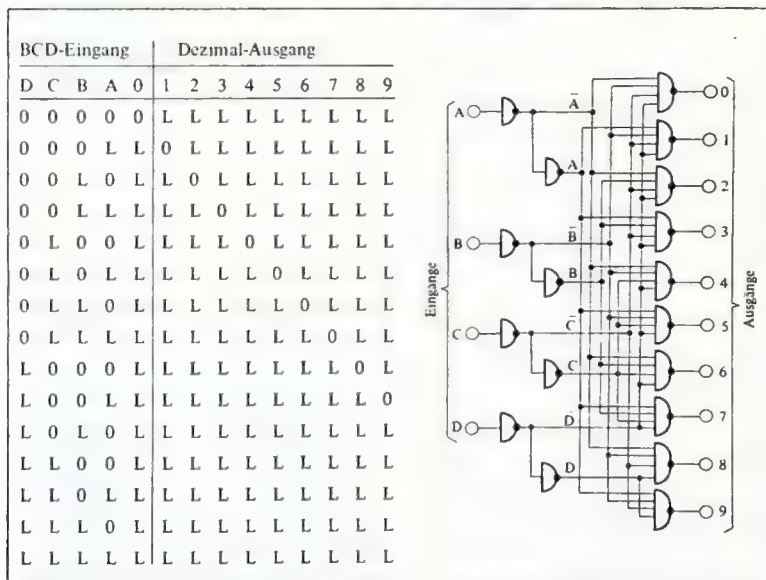 BCD-Eingang Dezimal-Ausgang
D C B A 0 1 2 3 4 5 6 7 8 9
0 0 0 0 0 L L L L L L L L L
0 0 0 L L 0 L L L L L L L L
0 0 L 0 L L 0 L L L L L L L
0 0 L L L L L 0 L L L L L L
0 L 0 0 L L L L 0 L L L L L
0 L 0 L L L L L L 0 L L L L
0 L L 0 L L L L L L 0 L L L
0 L L L L L L L L L L 0 L L
L 0 0 0 L L L L L L L L 0 L
L 0 0 L L L L L L L L L L 0
L 0 L 0 L L L L L L L L L L
L L 0 0 L L L L L L L L L L
L L 0 L L L L L L L L L L L
L L L 0 L L L L L L L L L L
L L L L L L L L L L L L L L
Eingänge
A
B
C
D
A̅
A
B̅
B
C̅
C
D̅
D
0
1
2
3
4
5
6
7
8
9
Ausgänge